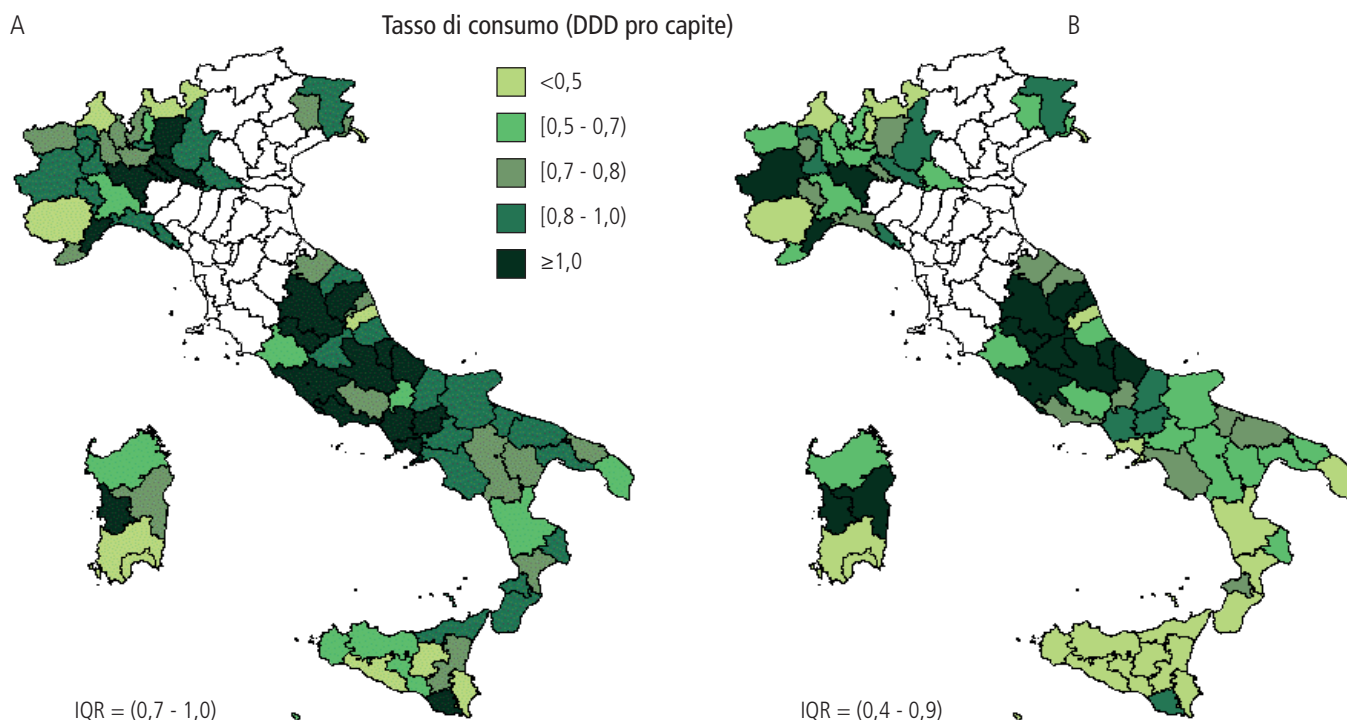 A
Tasso di consumo (DDD pro capite)
B
<0,5
[0,5 - 0,7)
[0,7 - 0,8)
[0,8 - 1,0)
≥1,0
IQR = (0,7 - 1,0)
IQR = (0,4 - 0,9)